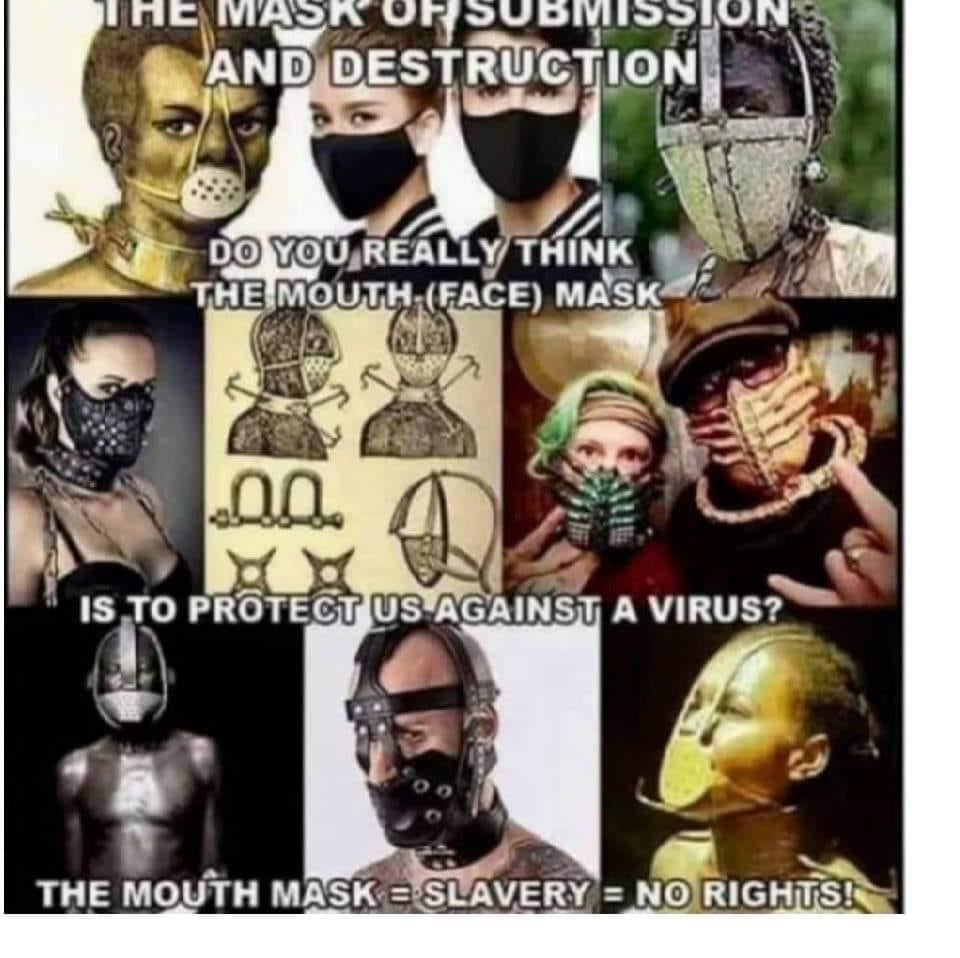 THE MASK OF SUBMISSION
AND DESTRUCTION
DO YOU REALLY THINK
THE MOUTH-(FACE) MASK
IS TO PROTECT US AGAINST A VIRUS?
THE MOUTH MASK = SLAVERY = NO RIGHTS!